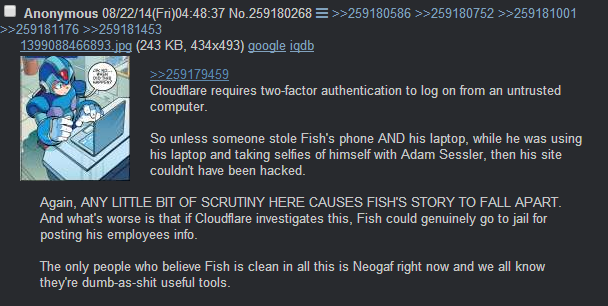 Anonymous 08/22/14(Fri)04:48:37 No.259180268 ☰ >>259180586 >>259180752 >>259181001
>>259181176 >>259181453
1399088466893.jpg (243 KB, 434x493) google iqdb
>>259179459
Cloudflare requires two-factor authentication to log on from an untrusted
computer.
So unless someone stole Fish's phone AND his laptop, while he was using
his laptop and taking selfies of himself with Adam Sessler, then his site
couldn't have been hacked.
Again, ANY LITTLE BIT OF SCRUTINY HERE CAUSES FISH'S STORY TO FALL APART.
And what's worse is that if Cloudflare investigates this, Fish could genuinely go to jail for
posting his employees info.
The only people who believe Fish is clean in all this is Neogaf right now and we all know
they're dumb-as-shit useful tools.